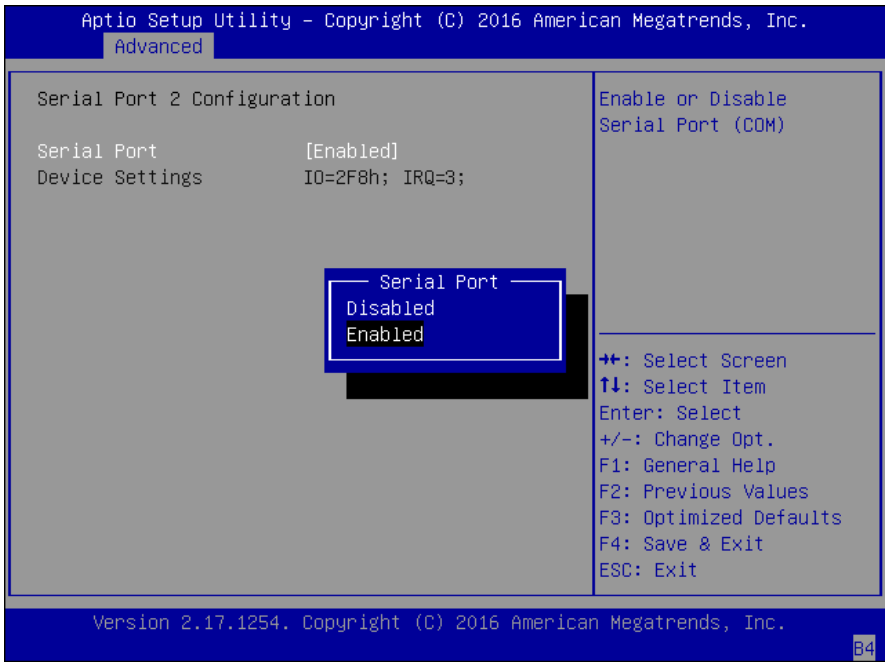 Aptio Setup Utility – Copyright (C) 2016 American Megatrends, Inc.
Advanced
Serial Port 2 Configuration
Serial Port [Enabled]
Device Settings IO=2F8h; IRQ=3;
Serial Port
Disabled
Enabled
Enable or Disable
Serial Port (COM)
→←: Select Screen
↑↓: Select Item
Enter: Select
+/-: Change Opt.
F1: General Help
F2: Previous Values
F3: Optimized Defaults
F4: Save & Exit
ESC: Exit
Version 2.17.1254. Copyright (C) 2016 American Megatrends, Inc.
B4